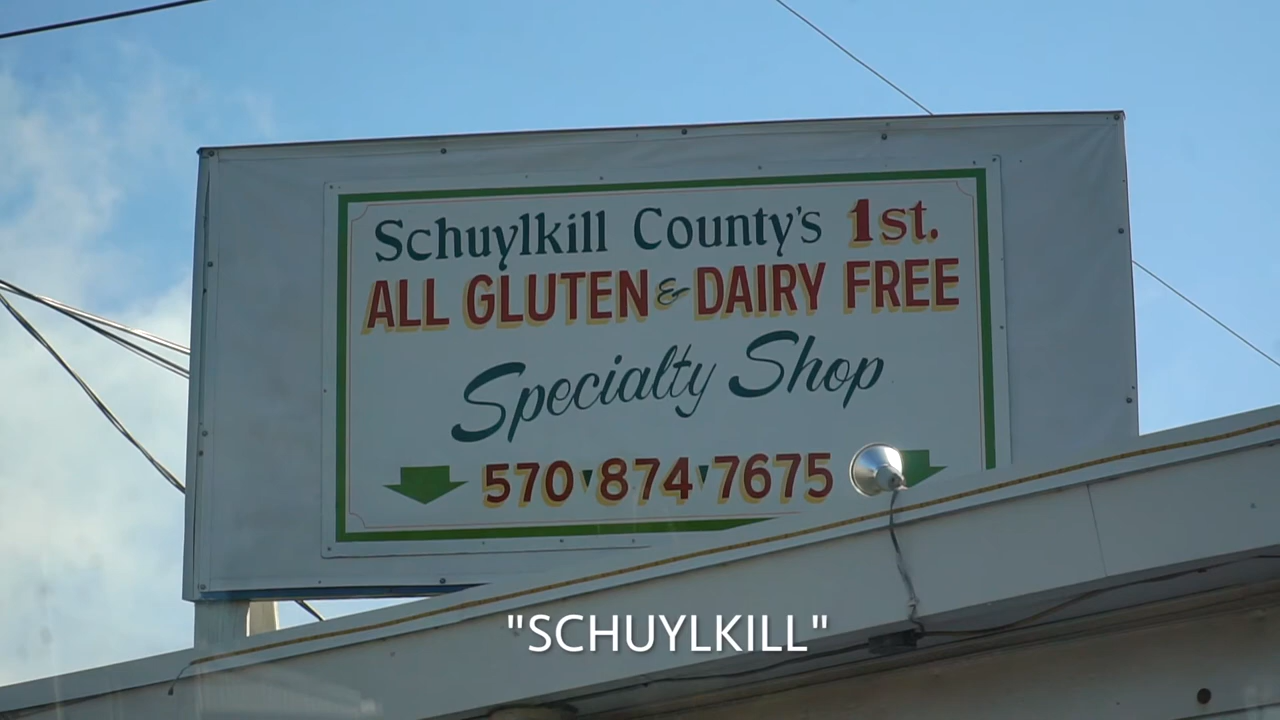 Schuylkill County's 1st.
ALL GLUTEN & DAIRY FREE
Specialty Shop
570 874 7675
"SCHUYLKILL"